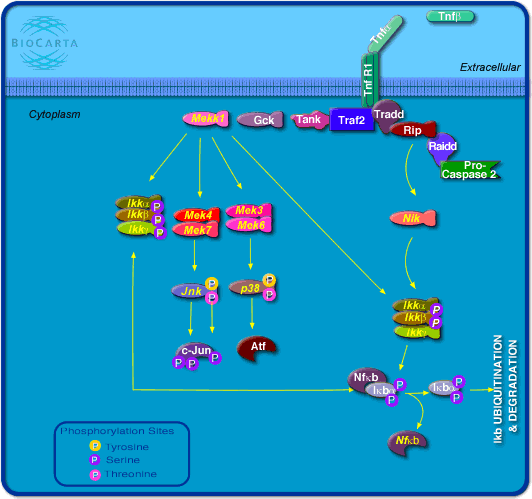 BIOCARTA
Tnfα
Tnfβ
Extracellular
Tnf R1
Cytoplasm
Mekk1
Gck
Tank
Traf2
Tradd
Rip
Raidd
Pro-
Caspase 2
Ikkα P
Ikkβ P
Ikkγ P
Mek4
Mek7
Mek3
Mek6
Nik
Jnk
P
P
p38
P
P
c-Jun
P P P
Atf
Ikkα
Ikkβ P
Ikkγ P
Nfκb
Iκbα
P
P
Iκbα
P
P
Nfκb
Ikb UBIQUITINATION
& DEGRADATION
Phosphorylation Sites
P Tyrosine
P Serine
P Threonine